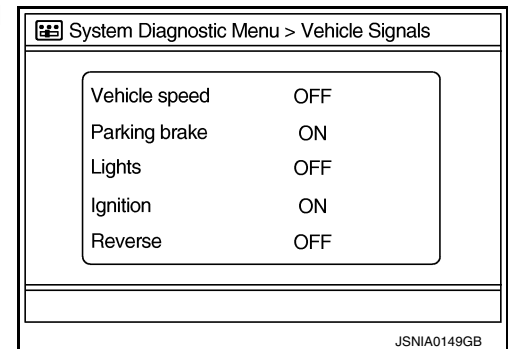 System Diagnostic Menu > Vehicle Signals
Vehicle speed OFF
Parking brake ON
Lights OFF
Ignition ON
Reverse OFF
JSNIA0149GB